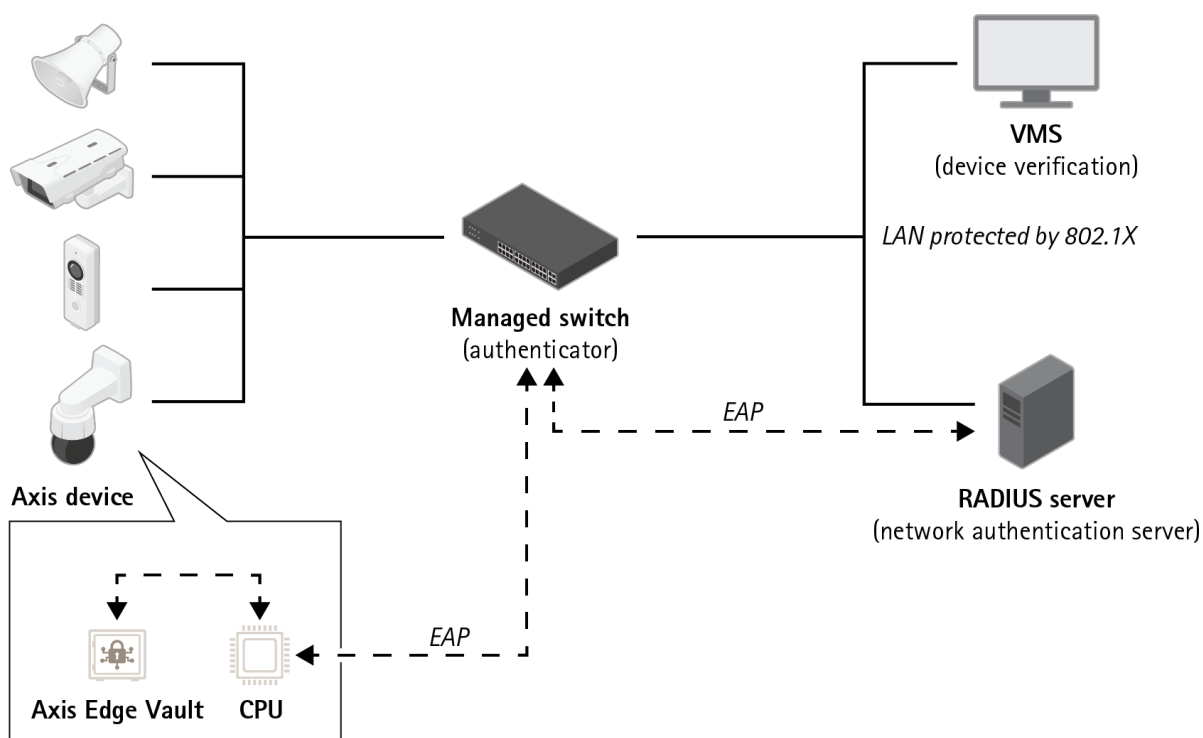 VMS
(device verification)
LAN protected by 802.1X
Managed switch
(authenticator)
EAP
Axis device
RADIUS server
(network authentication server)
EAP
Axis Edge Vault
CPU